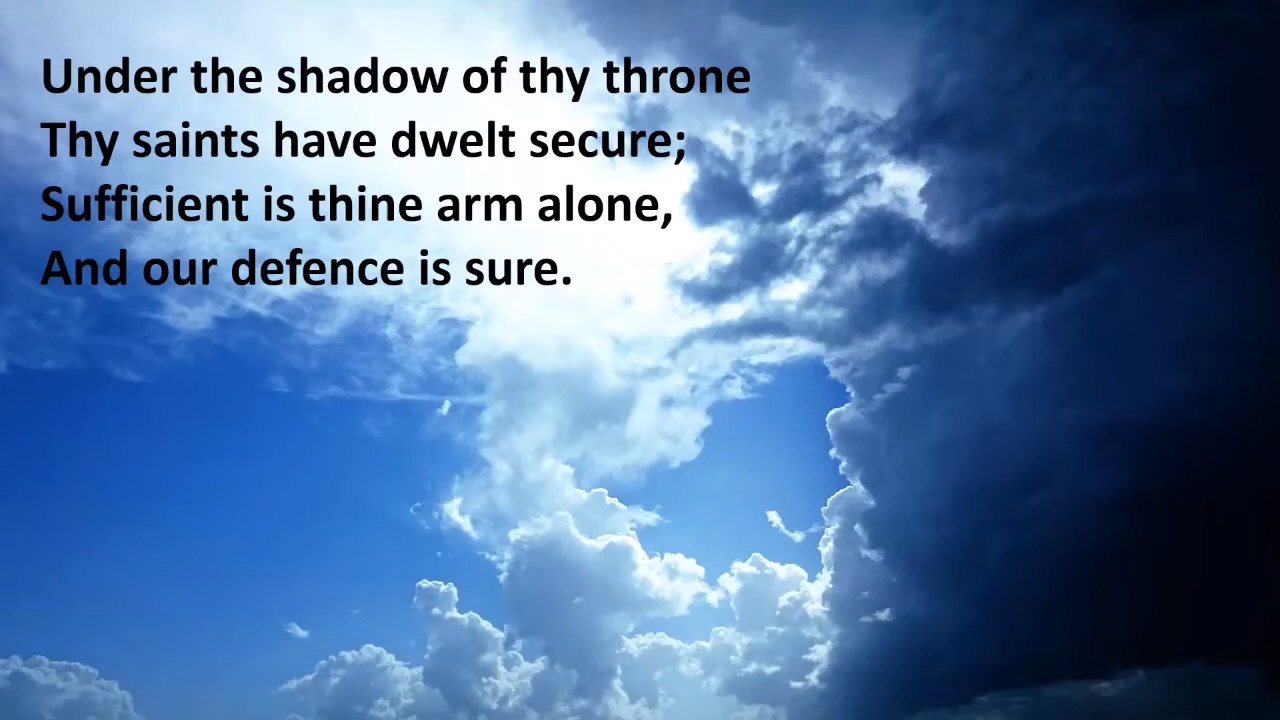 Under the shadow of thy throne
Thy saints have dwelt secure;
Sufficient is thine arm alone,
And our defence is sure.